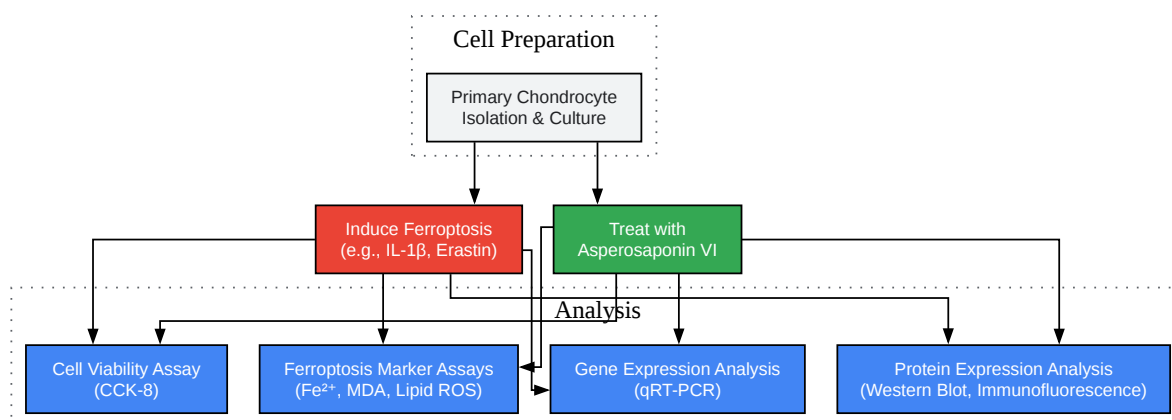 Cell Preparation
Primary Chondrocyte
Isolation & Culture
Induce Ferroptosis
(e.g., IL-1β, Erastin)
Treat with
Asperosaponin VI
Analysis
Cell Viability Assay
(CCK-8)
Ferroptosis Marker Assays
(Fe²⁺, MDA, Lipid ROS)
Gene Expression Analysis
(qRT-PCR)
Protein Expression Analysis
(Western Blot, Immunofluorescence)